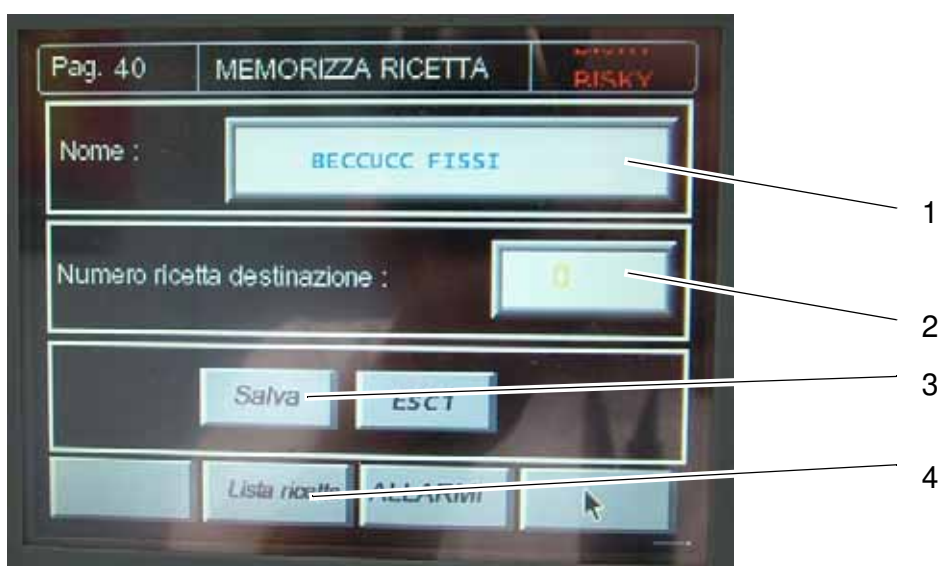 Pag. 40 MEMORIZZA RICETTA RISKY
Nome : BECCUCC FISSI
1
Numero ricetta destinazione : 0
2
Salva ESCI
3
Lista ricette ALLARMI
4